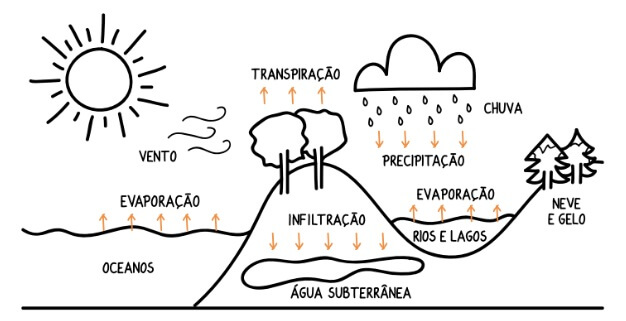 TRANSPIRAÇÃO
CHUVA
VENTO
PRECIPITAÇÃO
EVAPORAÇÃO
EVAPORAÇÃO
NEVE
E GELO
INFILTRAÇÃO
RIOS E LAGOS
OCEANOS
ÁGUA SUBTERRÂNEA